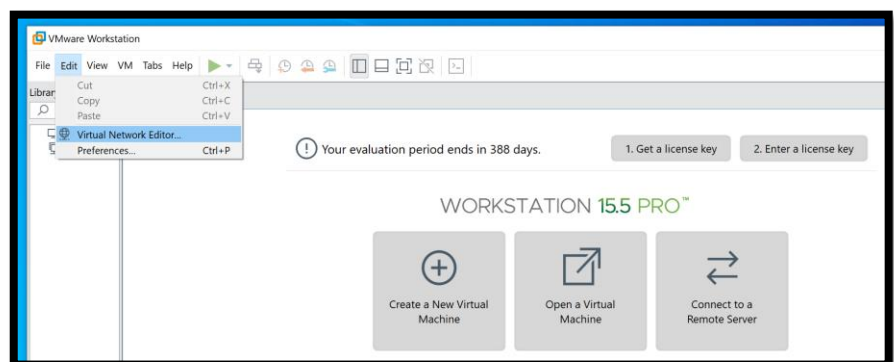 VMware Workstation
File Edit View VM Tabs Help
Cut Ctrl+X
Copy Ctrl+C
Paste Ctrl+V
Virtual Network Editor...
Preferences... Ctrl+P
Your evaluation period ends in 388 days.
1. Get a license key
2. Enter a license key
WORKSTATION 15.5 PRO™
Create a New Virtual
Machine
Open a Virtual
Machine
Connect to a
Remote Server